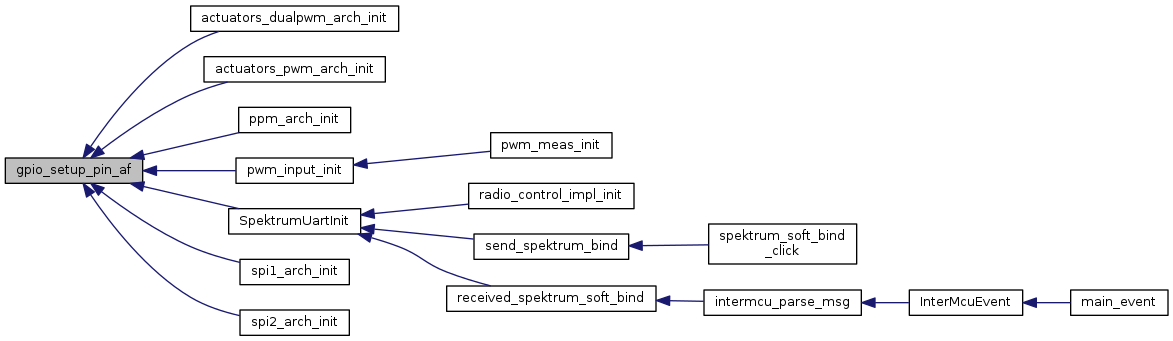 actuators_dualpwm_arch_init
actuators_pwm_arch_init
ppm_arch_init
pwm_meas_init
gpio_setup_pin_af
pwm_input_init
radio_control_impl_init
SpektrumUartInit
spektrum_soft_bind
_click
send_spektrum_bind
spi1_arch_init
received_spektrum_soft_bind
intermcu_parse_msg
InterMcuEvent
main_event
spi2_arch_init